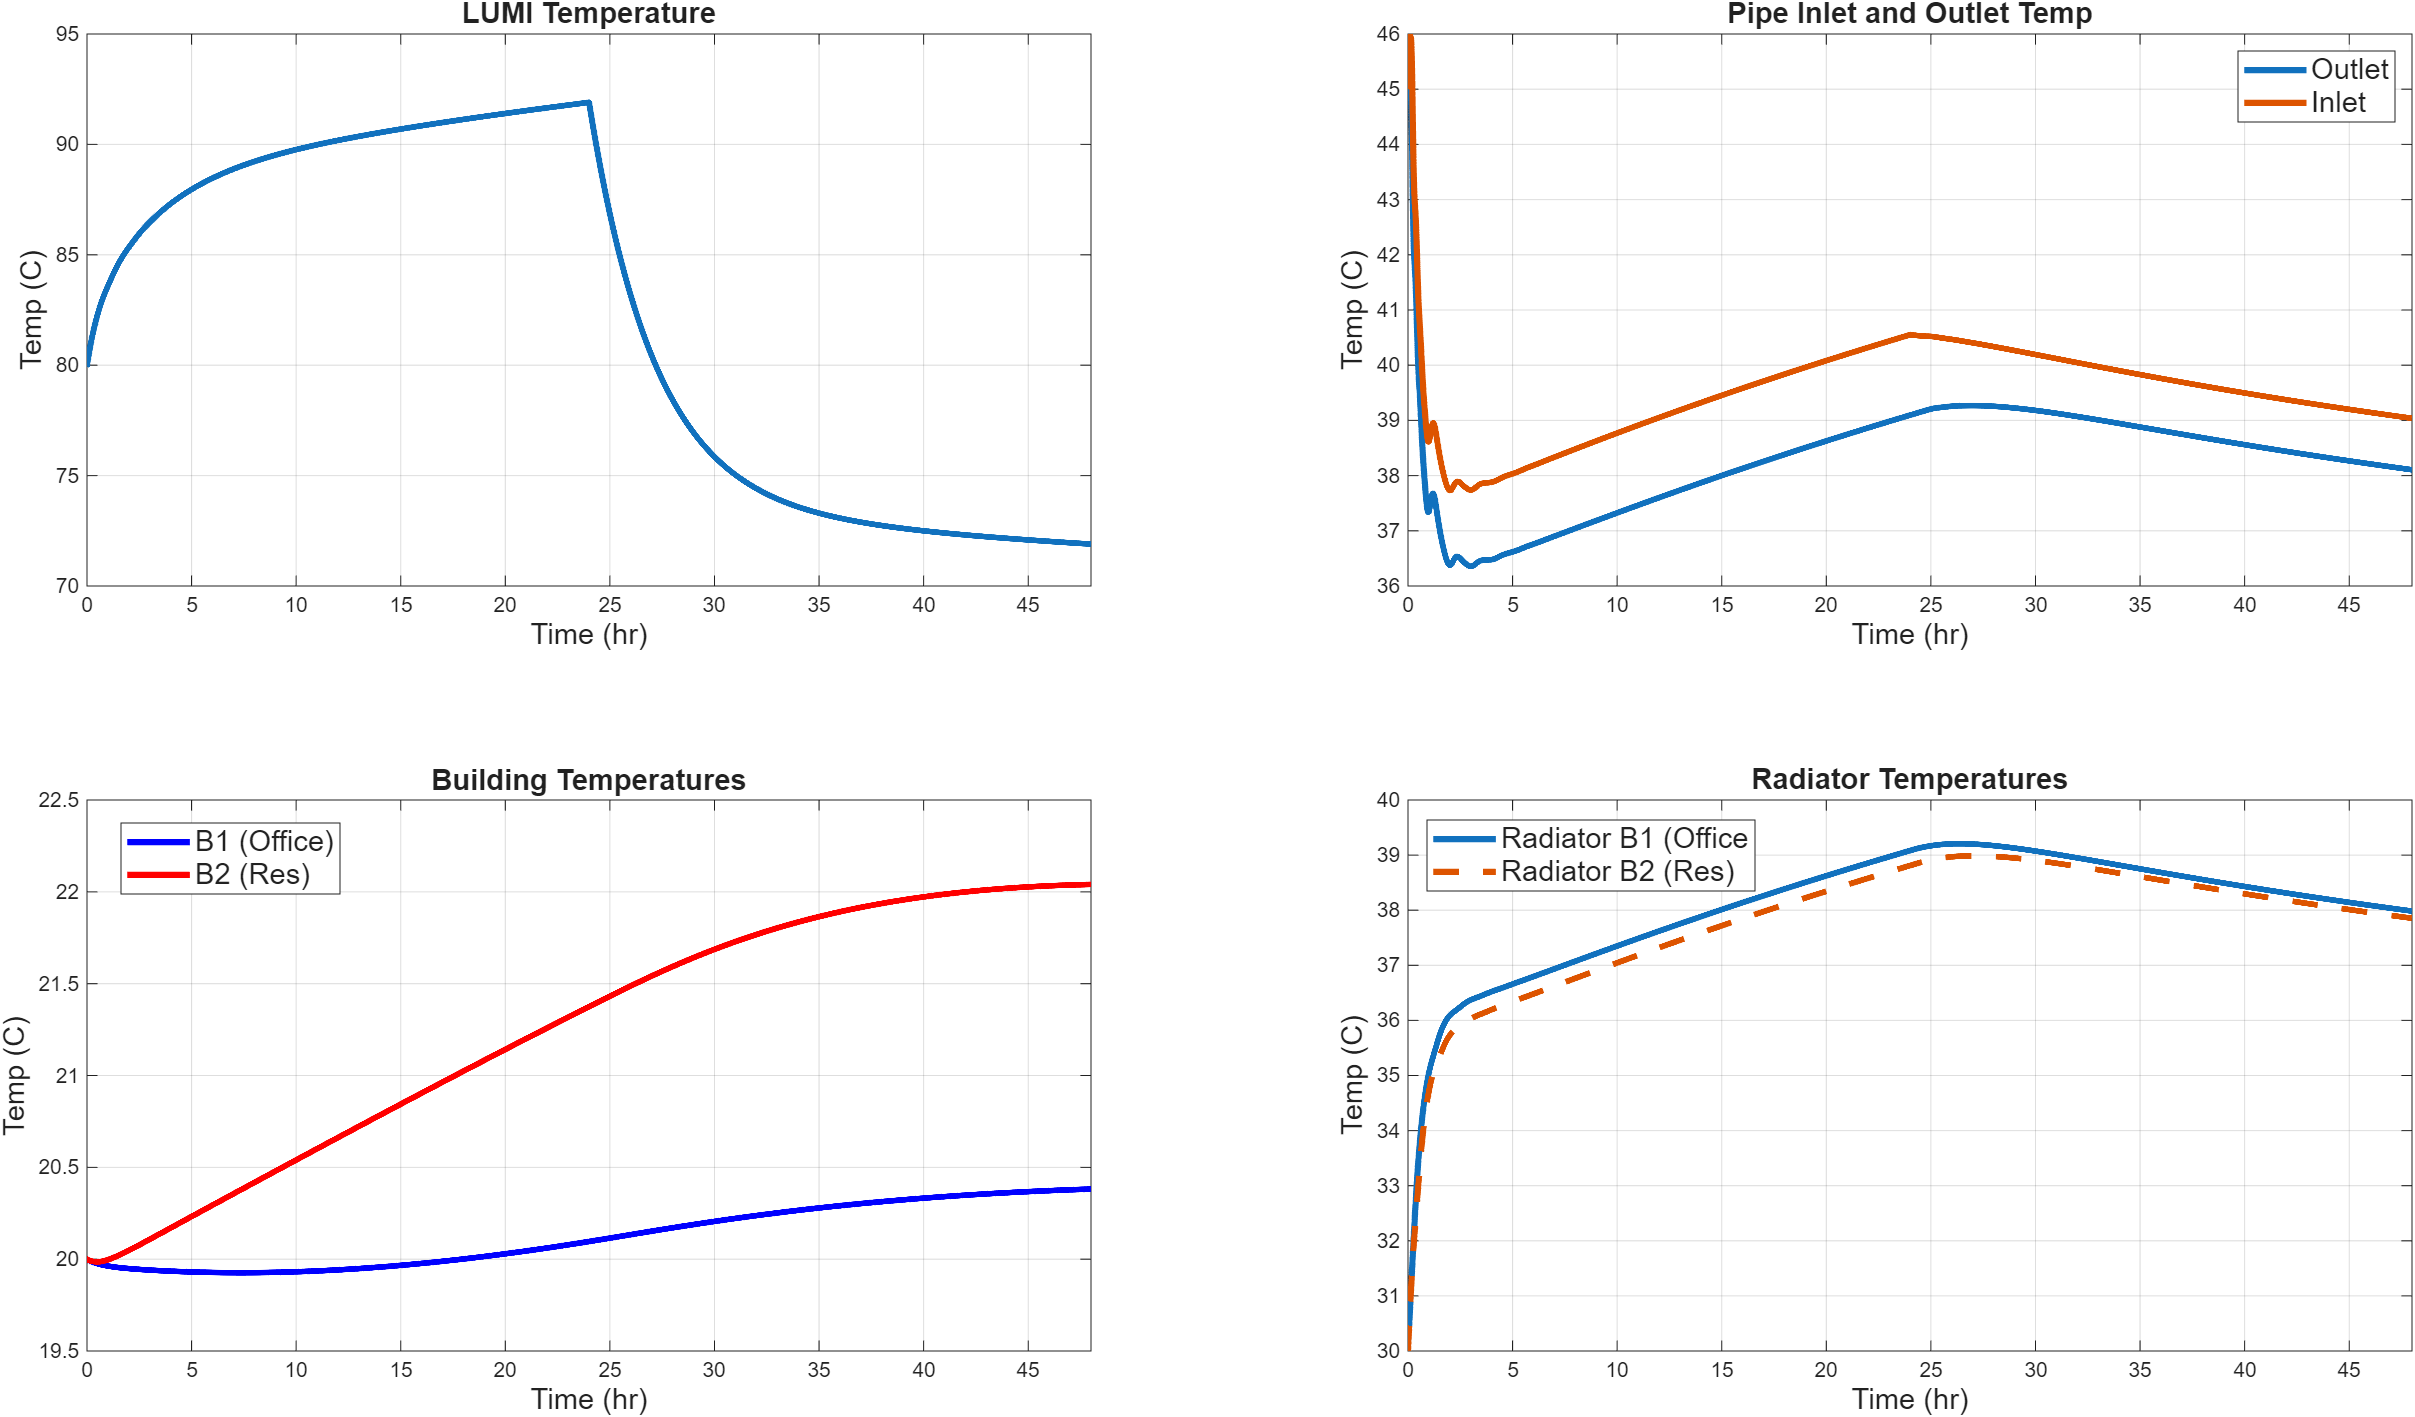 LUMI Temperature
95
90
85
80
75
70
Temp (C)
0 5 10 15 20 25 30 35 40 45
Time (hr)
Pipe Inlet and Outlet Temp
Outlet
Inlet
46
45
44
43
42
41
40
39
38
37
36
Temp (C)
0 5 10 15 20 25 30 35 40 45
Time (hr)
Building Temperatures
B1 (Office)
B2 (Res)
22.5
22
21.5
21
20.5
20
19.5
Temp (C)
0 5 10 15 20 25 30 35 40 45
Time (hr)
Radiator Temperatures
Radiator B1 (Office
Radiator B2 (Res)
40
39
38
37
36
35
34
33
32
31
30
Temp (C)
0 5 10 15 20 25 30 35 40 45
Time (hr)